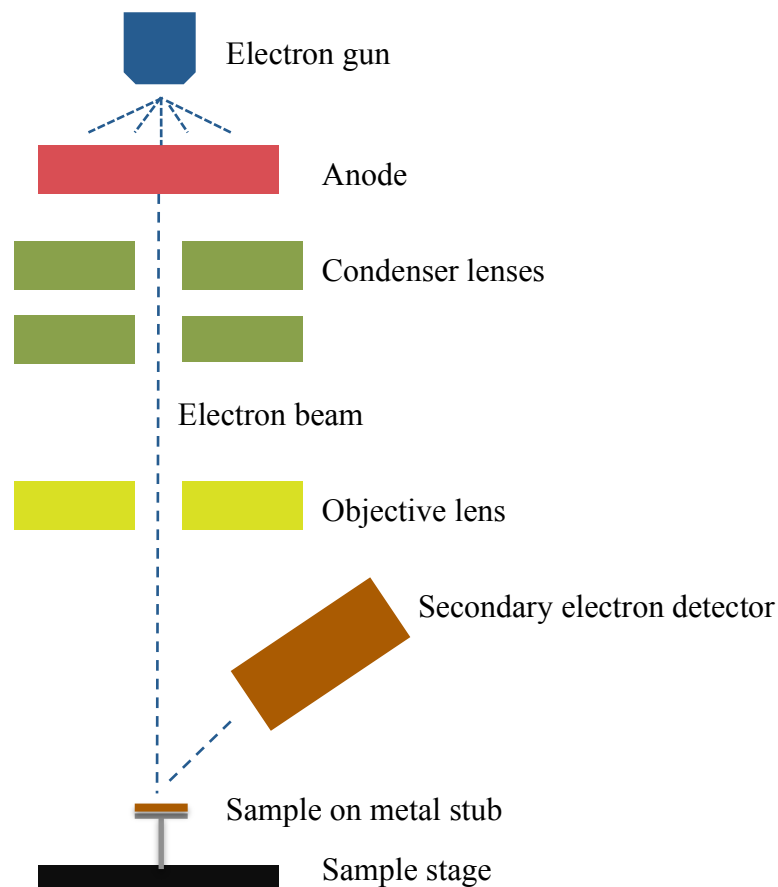 Electron gun
Anode
Condenser lenses
Electron beam
Objective lens
Secondary electron detector
Sample on metal stub
Sample stage